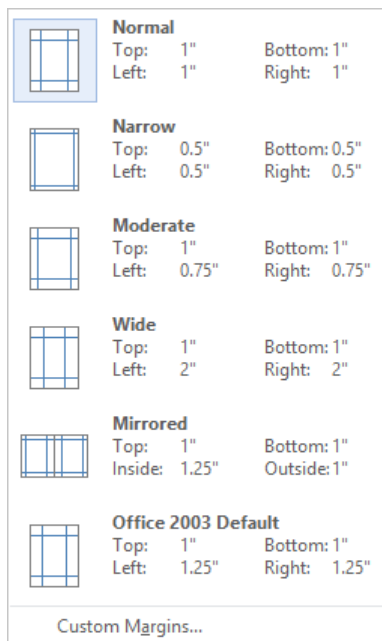 Normal
Top: 1" Bottom: 1"
Left: 1" Right: 1"
Narrow
Top: 0.5" Bottom: 0.5"
Left: 0.5" Right: 0.5"
Moderate
Top: 1" Bottom: 1"
Left: 0.75" Right: 0.75"
Wide
Top: 1" Bottom: 1"
Left: 2" Right: 2"
Mirrored
Top: 1" Bottom: 1"
Inside: 1.25" Outside: 1"
Office 2003 Default
Top: 1" Bottom: 1"
Left: 1.25" Right: 1.25"
Custom Margins...